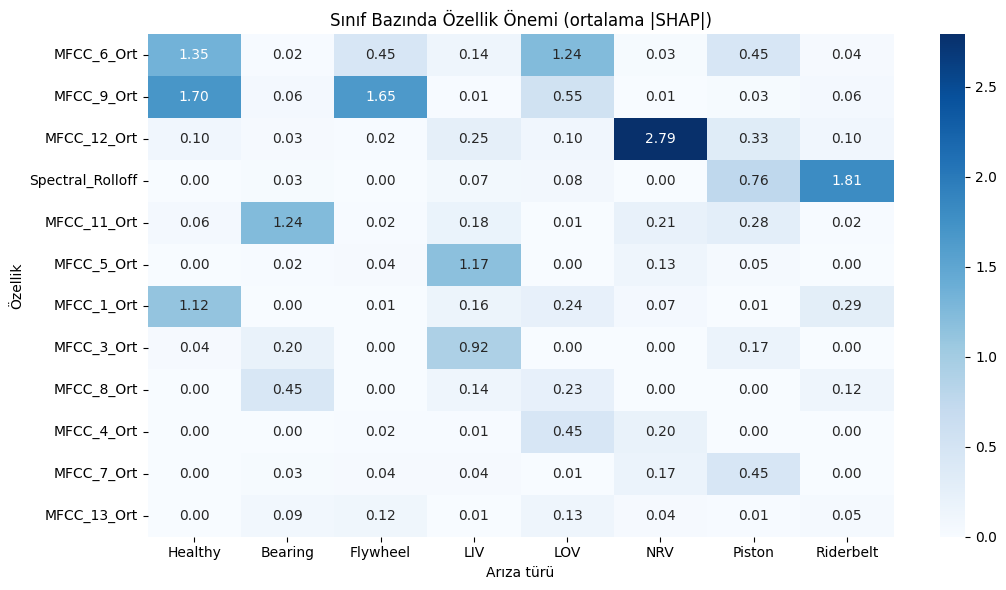 Sınıf Bazında Özellik Önemi (ortalama |SHAP|)
Özellik
MFCC_6_Ort 1.35 0.02 0.45 0.14 1.24 0.03 0.45 0.04
MFCC_9_Ort 1.70 0.06 1.65 0.01 0.55 0.01 0.03 0.06
MFCC_12_Ort 0.10 0.03 0.02 0.25 0.10 2.79 0.33 0.10
Spectral_Rolloff 0.00 0.03 0.00 0.07 0.08 0.00 0.76 1.81
MFCC_11_Ort 0.06 1.24 0.02 0.18 0.01 0.21 0.28 0.02
MFCC_5_Ort 0.00 0.02 0.04 1.17 0.00 0.13 0.05 0.00
MFCC_1_Ort 1.12 0.00 0.01 0.16 0.24 0.07 0.01 0.29
MFCC_3_Ort 0.04 0.20 0.00 0.92 0.00 0.00 0.17 0.00
MFCC_8_Ort 0.00 0.45 0.00 0.14 0.23 0.00 0.00 0.12
MFCC_4_Ort 0.00 0.00 0.02 0.01 0.45 0.20 0.00 0.00
MFCC_7_Ort 0.00 0.03 0.04 0.04 0.01 0.17 0.45 0.00
MFCC_13_Ort 0.00 0.09 0.12 0.01 0.13 0.04 0.01 0.05
Healthy Bearing Flywheel LIV LOV NRV Piston Riderbelt
Arıza türü
2.5
2.0
1.5
1.0
0.5
0.0